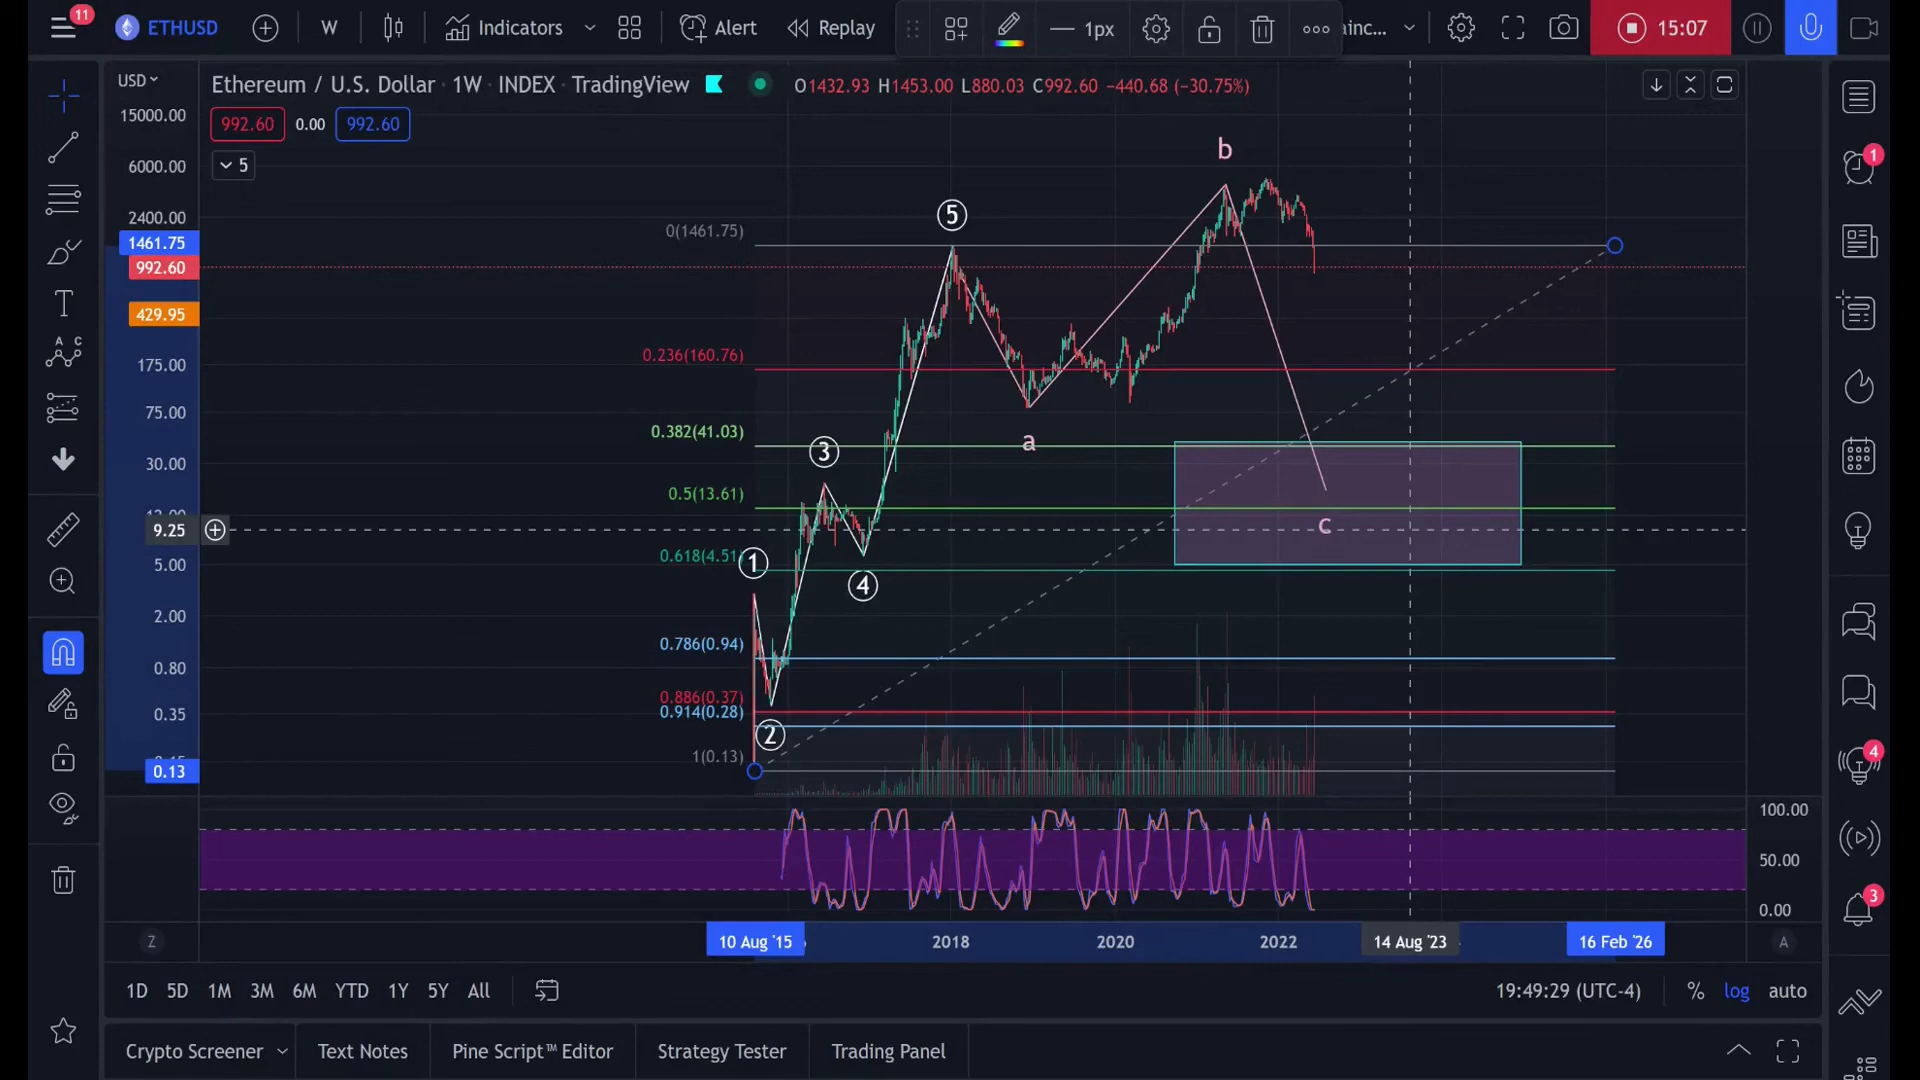 11
ETHUSD
W
Indicators
Alert
Replay
1px
ainc...
15:07
USD
Ethereum / U.S. Dollar · 1W · INDEX · TradingView
O1432.93 H1453.00 L880.03 C992.60 −440.68 (−30.75%)
992.60
0.00
992.60
5
15000.00
6000.00
2400.00
1461.75
992.60
429.95
175.00
75.00
30.00
9.25
5.00
2.00
0.80
0.35
0.13
0(1461.75)
0.236(160.76)
0.382(41.03)
0.5(13.61)
0.618(4.51)
0.786(0.94)
0.886(0.37)
0.914(0.28)
1(0.13)
1
2
3
4
5
a
b
c
100.00
50.00
0.00
Z
10 Aug '15
2018
2020
2022
14 Aug '23
16 Feb '26
A
1D
5D
1M
3M
6M
YTD
1Y
5Y
All
19:49:29 (UTC-4)
%
log
auto
Crypto Screener
Text Notes
Pine Script™ Editor
Strategy Tester
Trading Panel
A C
1
4
3